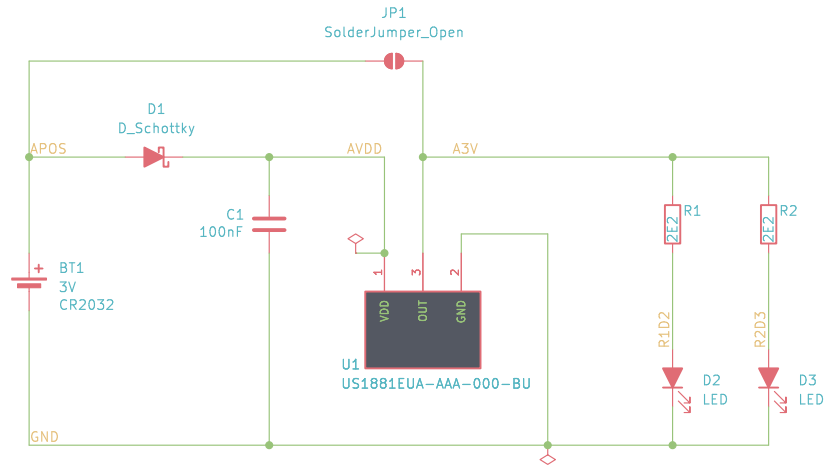 JP1
SolderJumper_Open
D1
D_Schottky
APOS
AVDD
A3V
C1
100nF
R1
2E2
R2
2E2
BT1
3V
CR2032
+
1
3
2
VDD
OUT
GND
R1D2
R2D3
U1
US1881EUA-AAA-000-BU
D2
LED
D3
LED
GND